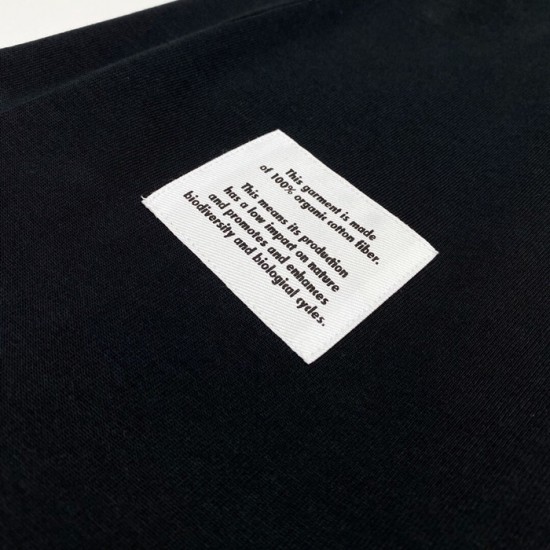 This garment is made
of 100% organic cotton fiber.
This means its production
has a low impact on nature
and promotes and enhances
biodiversity and biological cycles.